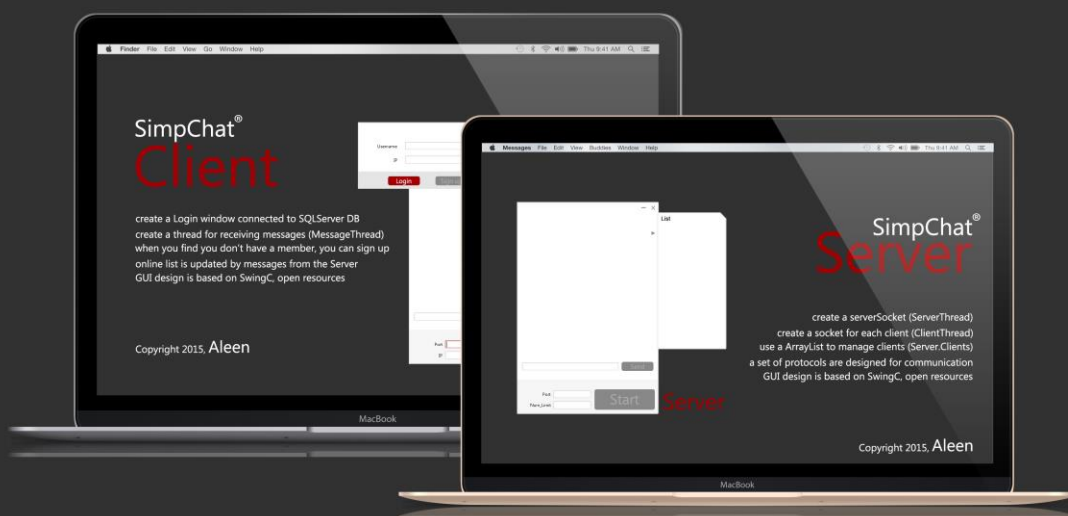 Finder File Edit View Go Window Help
Thu 9:41 AM
SimpChat®
Client
create a Login window connected to SQLServer DB
create a thread for receiving messages (MessageThread)
when you find you don't have a member, you can sign up
online list is updated by messages from the Server
GUI design is based on SwingC, open resources
Copyright 2015, Aleen
Username
IP
Login
Port
IP
MacBook
Messages File Edit View Buddies Window Help
Thu 9:41 AM
List
Send
Port
Start
Server
SimpChat®
Server
create a serverSocket (ServerThread)
create a socket for each client (ClientThread)
use a ArrayList to manage clients (Server.Clients)
a set of protocols are designed for communication
GUI design is based on SwingC, open resources
Copyright 2015, Aleen
MacBook